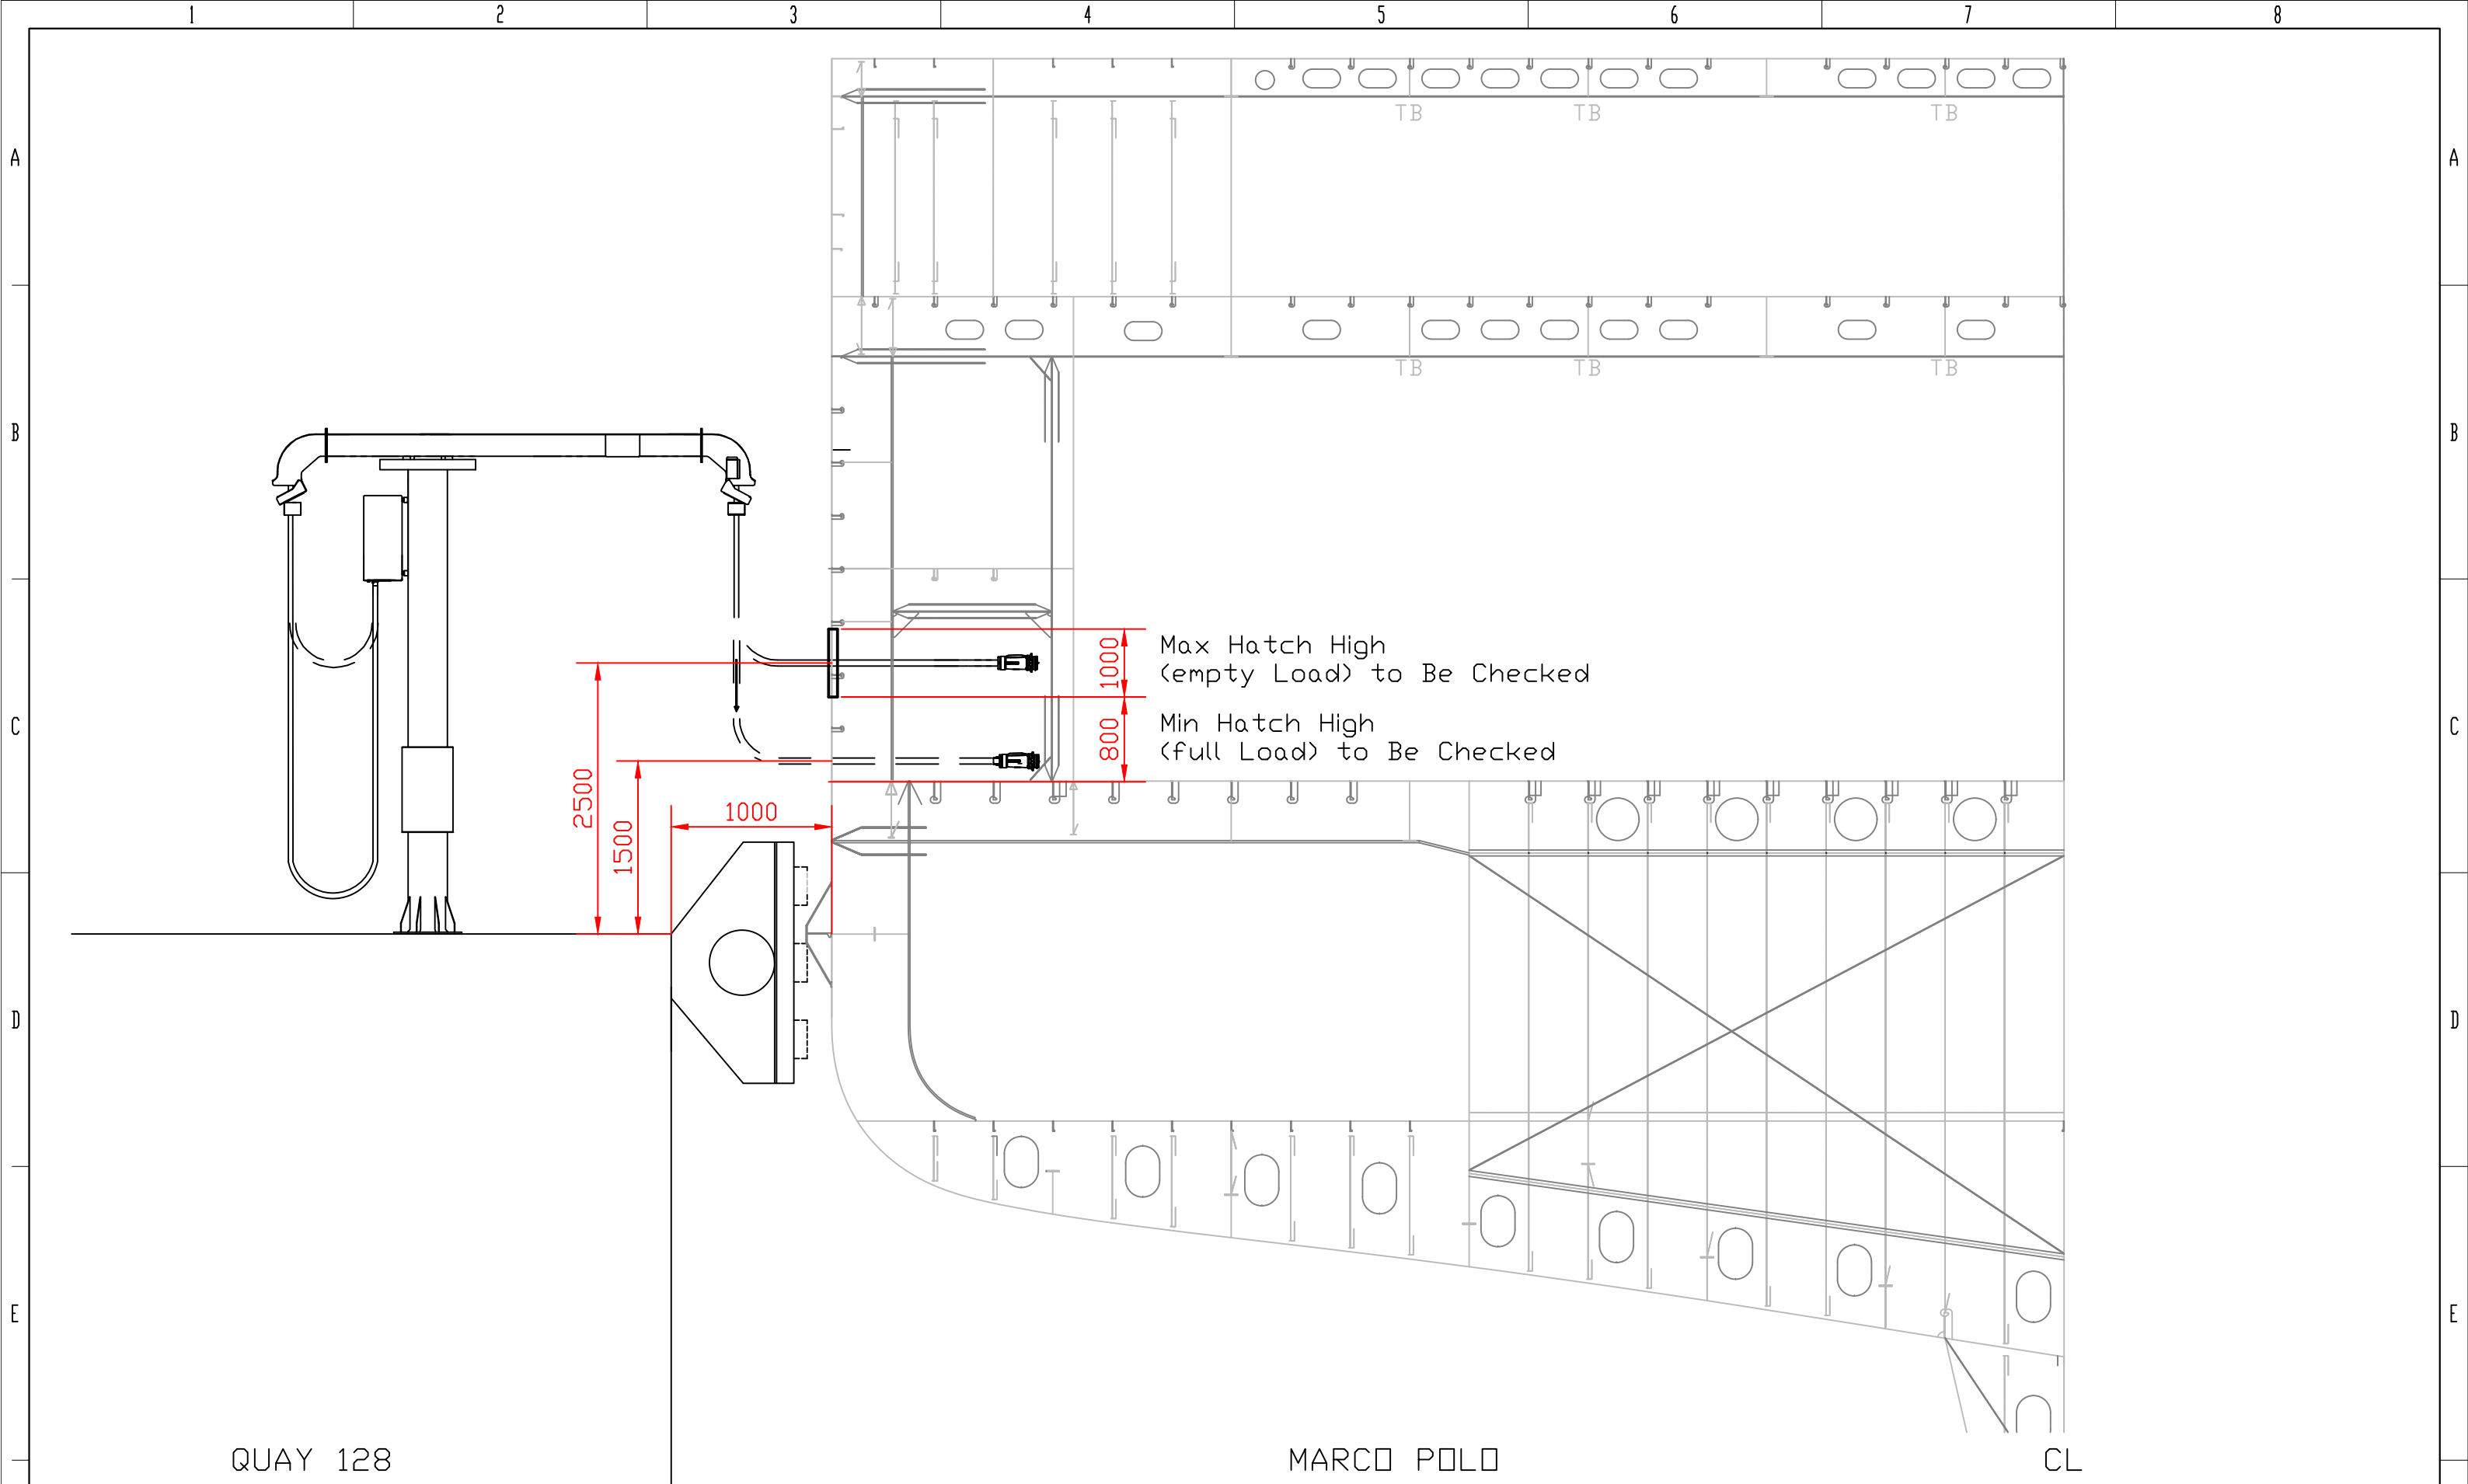 1 2 3 4 5 6 7 8
A A
TB TB TB
TB TB TB
B B
1000
Max Hatch High
(empty Load) to Be Checked
C C
800
Min Hatch High
(full Load) to Be Checked
2500
1500
1000
D D
E E
QUAY 128 MARCO POLO CL